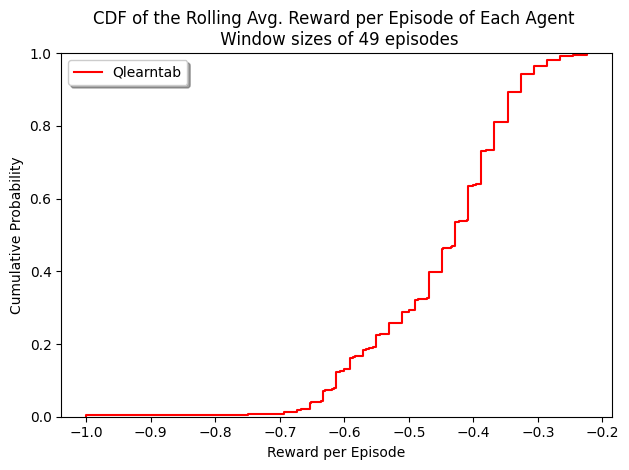 CDF of the Rolling Avg. Reward per Episode of Each Agent
Window sizes of 49 episodes
Qlearntab
1.0
0.8
0.6
0.4
0.2
0.0
Cumulative Probability
−1.0 −0.9 −0.8 −0.7 −0.6 −0.5 −0.4 −0.3 −0.2
Reward per Episode